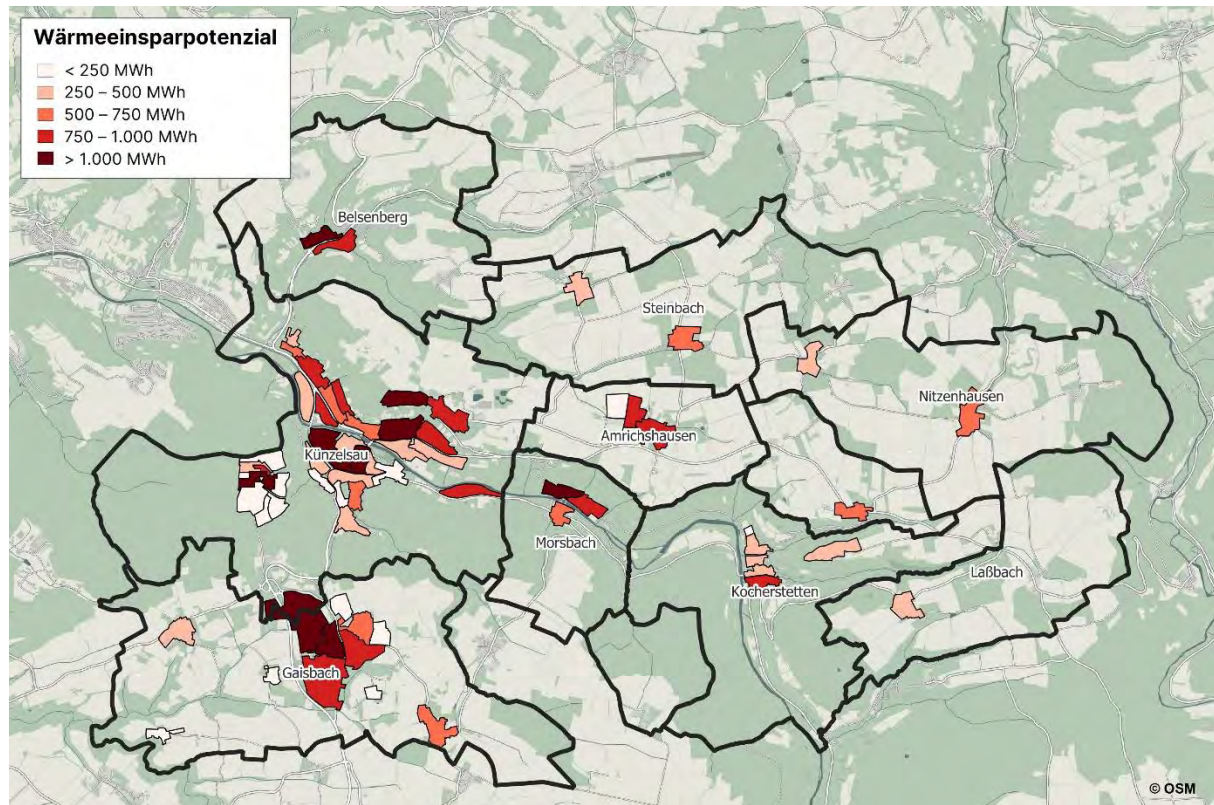 Wärmeeinsparpotenzial
< 250 MWh
250 – 500 MWh
500 – 750 MWh
750 – 1.000 MWh
> 1.000 MWh
Belsenberg
Steinbach
Nitzenhausen
Amrichshausen
Künzelsau
Morsbach
Laßbach
Kocherstetten
Gaisbach
© OSM